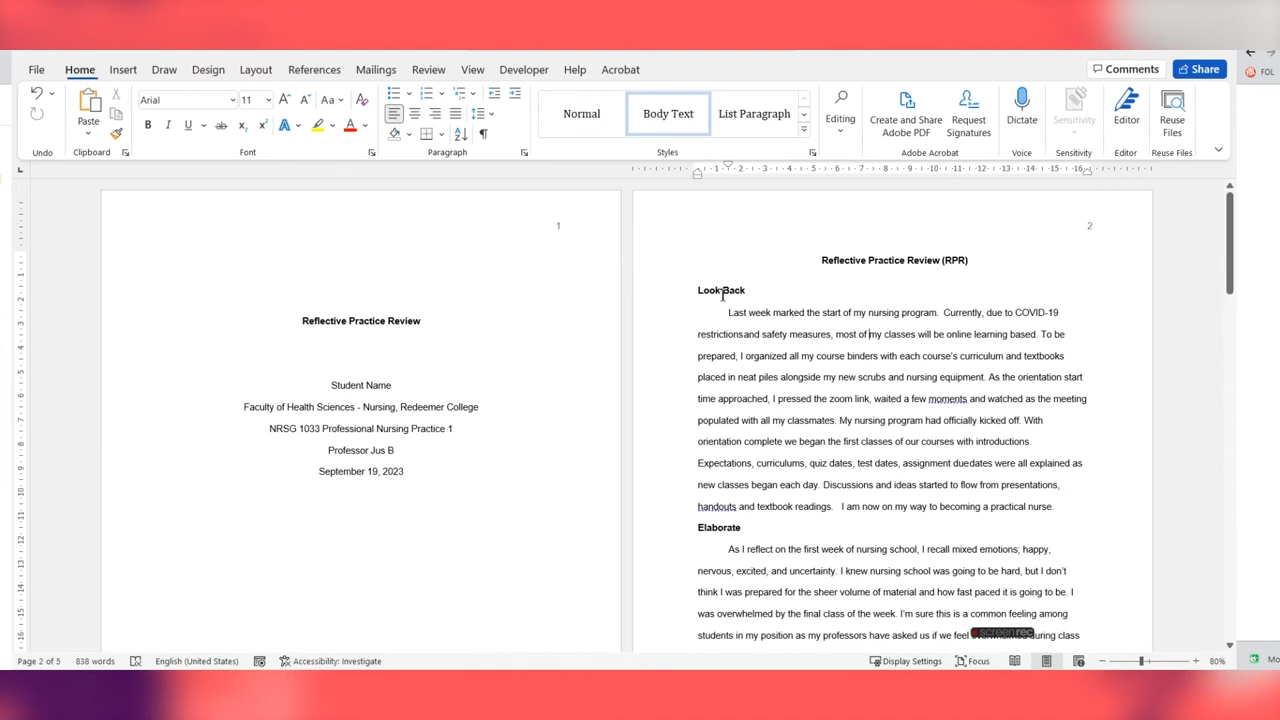 File Home Insert Draw Design Layout References Mailings Review View Developer Help Acrobat Comments Share
FOL
Arial 11 Aa
Paste
B I U ab x₂ x² A A
Normal Body Text List Paragraph
Editing
Create and Share Adobe PDF
Request Signatures
Dictate
Sensitivity
Editor
Reuse Files
Undo Clipboard Font Paragraph Styles Adobe Acrobat Voice Sensitivity Editor Reuse Files
1
Reflective Practice Review
Student Name
Faculty of Health Sciences - Nursing, Redeemer College
NRSG 1033 Professional Nursing Practice 1
Professor Jus B
September 19, 2023
2
Reflective Practice Review (RPR)
Look Back
Last week marked the start of my nursing program. Currently, due to COVID-19
restrictionsand safety measures, most of my classes will be online learning based. To be
prepared, I organized all my course binders with each course's curriculum and textbooks
placed in neat piles alongside my new scrubs and nursing equipment. As the orientation start
time approached, I pressed the zoom link, waited a few moments and watched as the meeting
populated with all my classmates. My nursing program had officially kicked off. With
orientation complete we began the first classes of our courses with introductions.
Expectations, curriculums, quiz dates, test dates, assignment duedates were all explained as
new classes began each day. Discussions and ideas started to flow from presentations,
handouts and textbook readings. I am now on my way to becoming a practical nurse.
Elaborate
As I reflect on the first week of nursing school, I recall mixed emotions; happy,
nervous, excited, and uncertainty. I knew nursing school was going to be hard, but I don't
think I was prepared for the sheer volume of material and how fast paced it is going to be. I
was overwhelmed by the final class of the week. I'm sure this is a common feeling among
students in my position as my professors have asked us if we feel overwhelmed during class
screenrec
Page 2 of 5 838 words English (United States) Accessibility: Investigate Display Settings Focus 80%